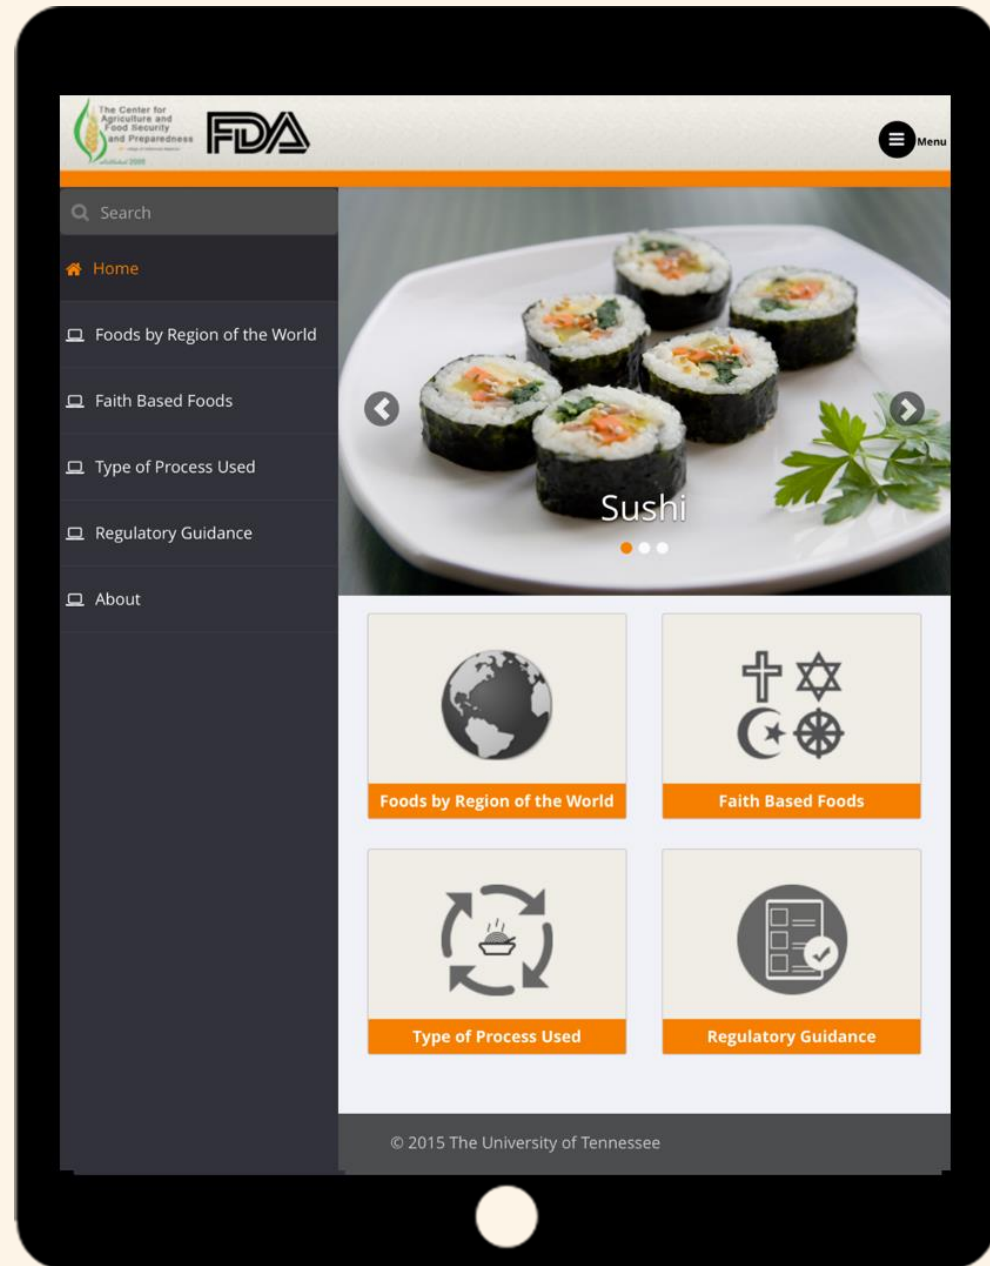 The Center for
Agriculture and
Food Security
and Preparedness
established 2005
FDA
Menu
Search
Home
Foods by Region of the World
Faith Based Foods
Type of Process Used
Regulatory Guidance
About
Sushi
Foods by Region of the World
Faith Based Foods
Type of Process Used
Regulatory Guidance
© 2015 The University of Tennessee